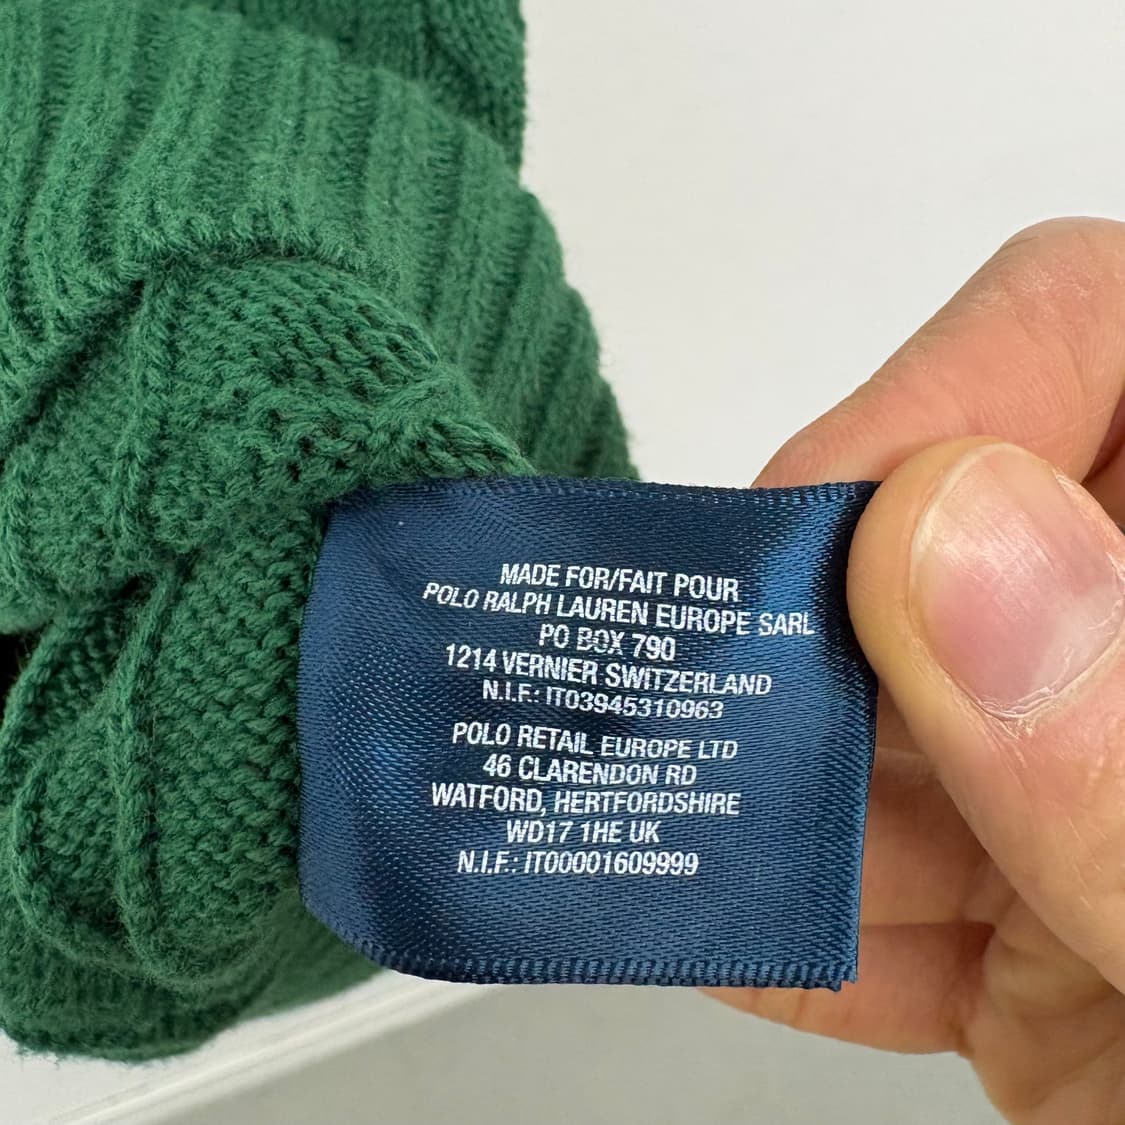 MADE FOR/FAIT POUR
POLO RALPH LAUREN EUROPE SARL
PO BOX 790
1214 VERNIER SWITZERLAND
N.I.F.: IT03945310963
POLO RETAIL EUROPE LTD
46 CLARENDON RD
WATFORD, HERTFORDSHIRE
WD17 1HE UK
N.I.F.: IT00001609999